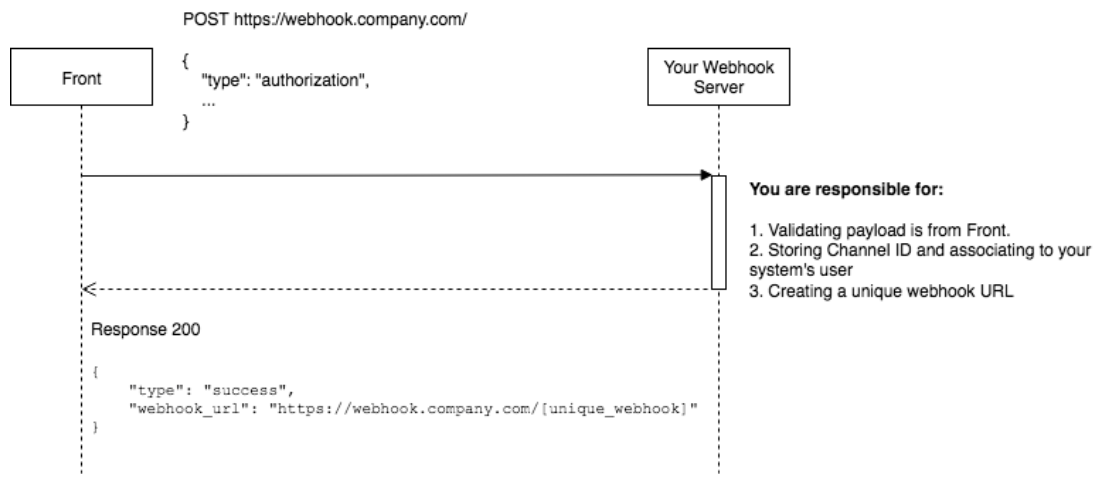 POST https://webhook.company.com/
Front
{
"type": "authorization",
...
}
Your Webhook
Server
You are responsible for:
1. Validating payload is from Front.
2. Storing Channel ID and associating to your
system's user
3. Creating a unique webhook URL
Response 200
{
"type": "success",
"webhook_url": "https://webhook.company.com/[unique_webhook]"
}